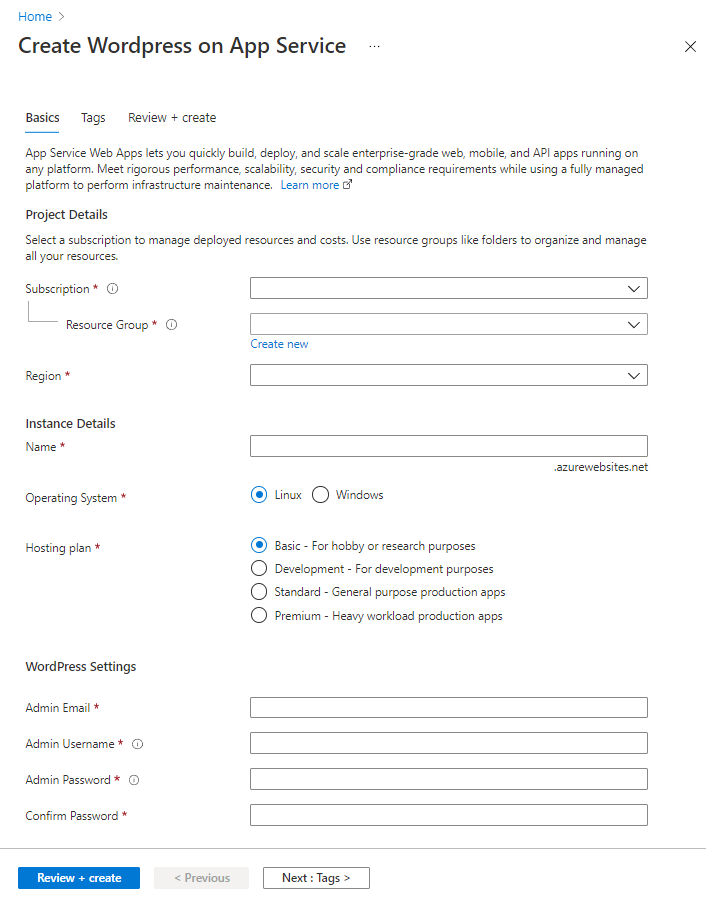 Home >
Create Wordpress on App Service ...
Basics Tags Review + create
App Service Web Apps lets you quickly build, deploy, and scale enterprise-grade web, mobile, and API apps running on
any platform. Meet rigorous performance, scalability, security and compliance requirements while using a fully managed
platform to perform infrastructure maintenance. Learn more
Project Details
Select a subscription to manage deployed resources and costs. Use resource groups like folders to organize and manage
all your resources.
Subscription *
Resource Group *
Create new
Region *
Instance Details
Name *
.azurewebsites.net
Operating System *
Linux Windows
Hosting plan *
Basic - For hobby or research purposes
Development - For development purposes
Standard - General purpose production apps
Premium - Heavy workload production apps
WordPress Settings
Admin Email *
Admin Username *
Admin Password *
Confirm Password *
Review + create < Previous Next : Tags >